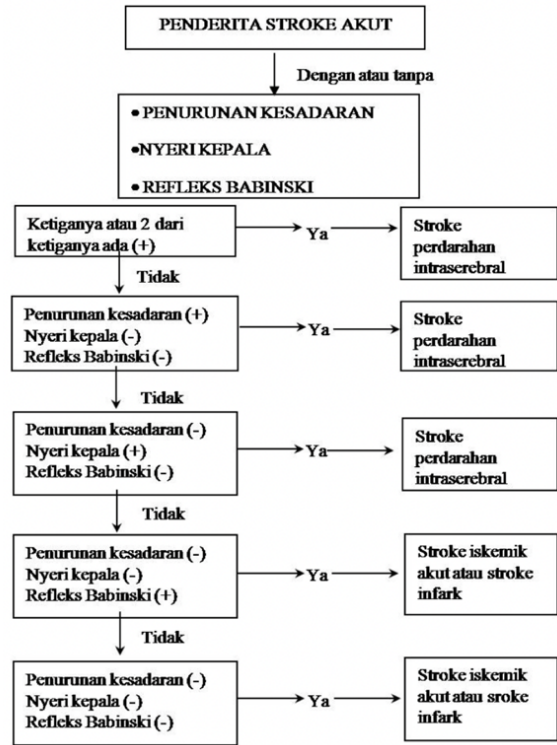 PENDERITA STROKE AKUT
Dengan atau tanpa
•PENURUNAN KESADARAN
•NYERI KEPALA
•REFLEKS BABINSKI
Ketiganya atau 2 dari
ketiganya ada (+)
Ya
Stroke
perdarahan
intraserebral
Tidak
Penurunan kesadaran (+)
Nyeri kepala (-)
Refleks Babinski (-)
Ya
Stroke
perdarahan
intraserebral
Tidak
Penurunan kesadaran (-)
Nyeri kepala (+)
Refleks Babinski (-)
Ya
Stroke
perdarahan
intraserebral
Tidak
Penurunan kesadaran (-)
Nyeri kepala (-)
Refleks Babinski (+)
Ya
Stroke iskemik
akut atau stroke
infark
Tidak
Penurunan kesadaran (-)
Nyeri kepala (-)
Refleks Babinski (-)
Ya
Stroke iskemik
akut atau sroke
infark